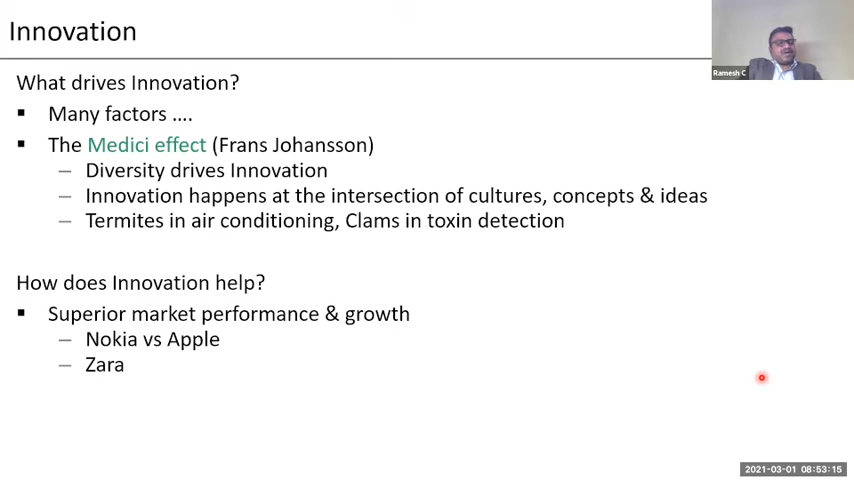 Innovation
Ramesh C
What drives Innovation?
▪ Many factors ….
▪ The Medici effect (Frans Johansson)
– Diversity drives Innovation
– Innovation happens at the intersection of cultures, concepts & ideas
– Termites in air conditioning, Clams in toxin detection
How does Innovation help?
▪ Superior market performance & growth
– Nokia vs Apple
– Zara
2021-03-01 08:53:15